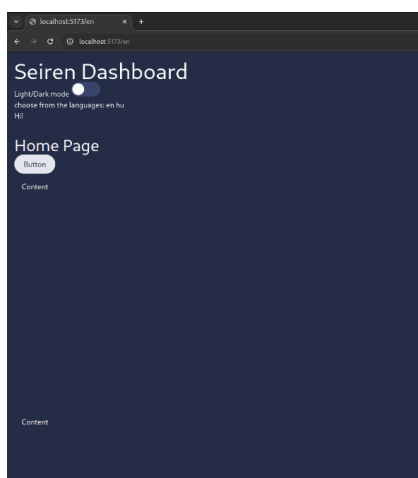 localhost:5173/en
localhost:5173/en
Seiren Dashboard
Light/Dark mode
choose from the languages: en hu
Hi!
Home Page
Button
Content
Content